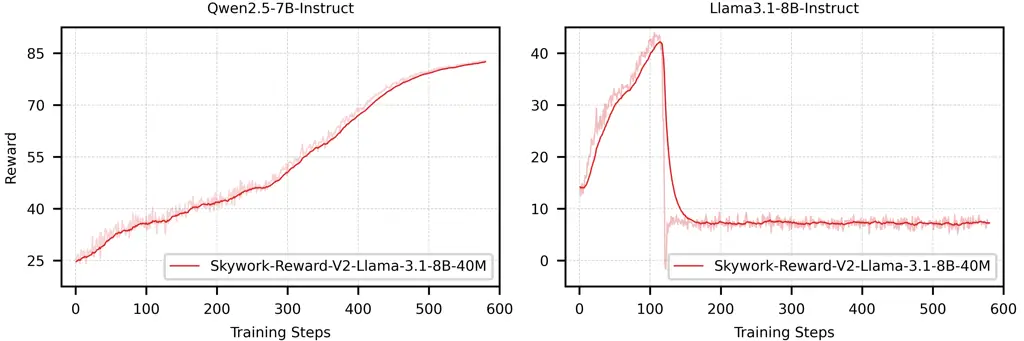 Qwen2.5-7B-Instruct
Reward
85
70
55
40
25
0 100 200 300 400 500 600
Training Steps
Skywork-Reward-V2-Llama-3.1-8B-40M
Llama3.1-8B-Instruct
40
30
20
10
0
0 100 200 300 400 500 600
Training Steps
Skywork-Reward-V2-Llama-3.1-8B-40M